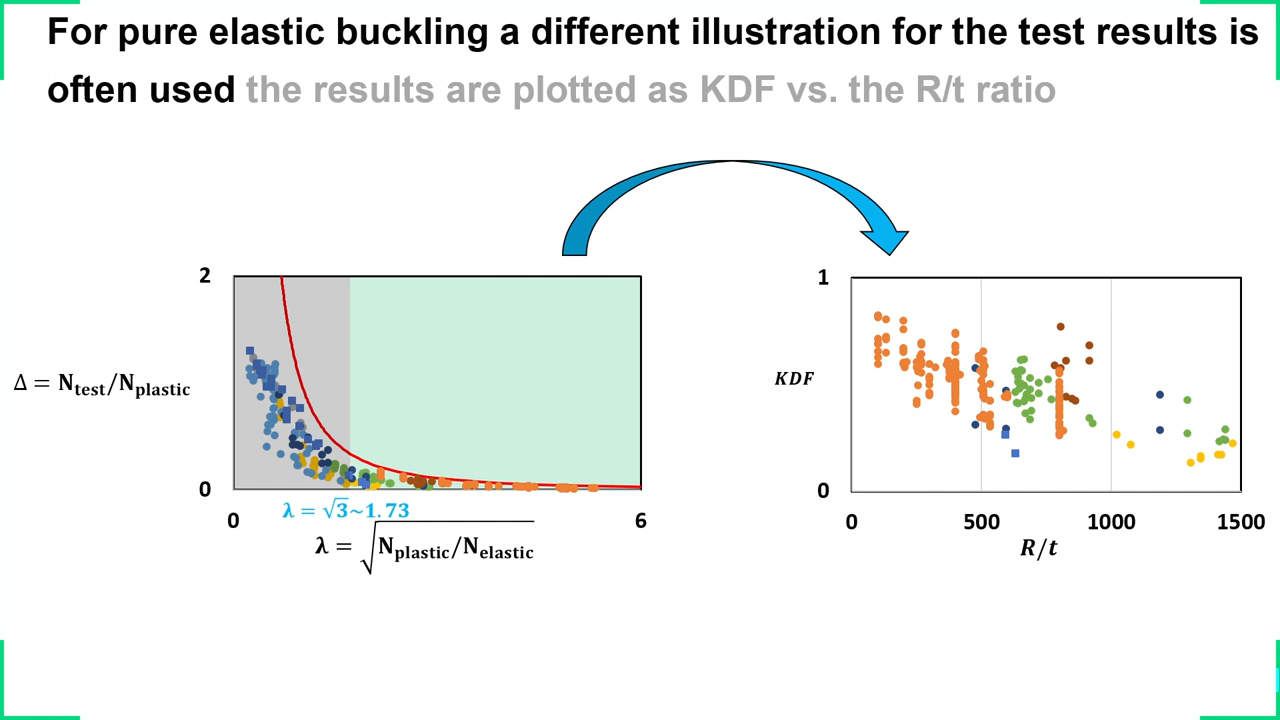 For pure elastic buckling a different illustration for the test results is
often used the results are plotted as KDF vs. the R/t ratio
2
Δ = N_test/N_plastic
0
λ = √3~1.73
0
6
λ = √N_plastic/N_elastic
1
KDF
0
0
500
1000
1500
R/t